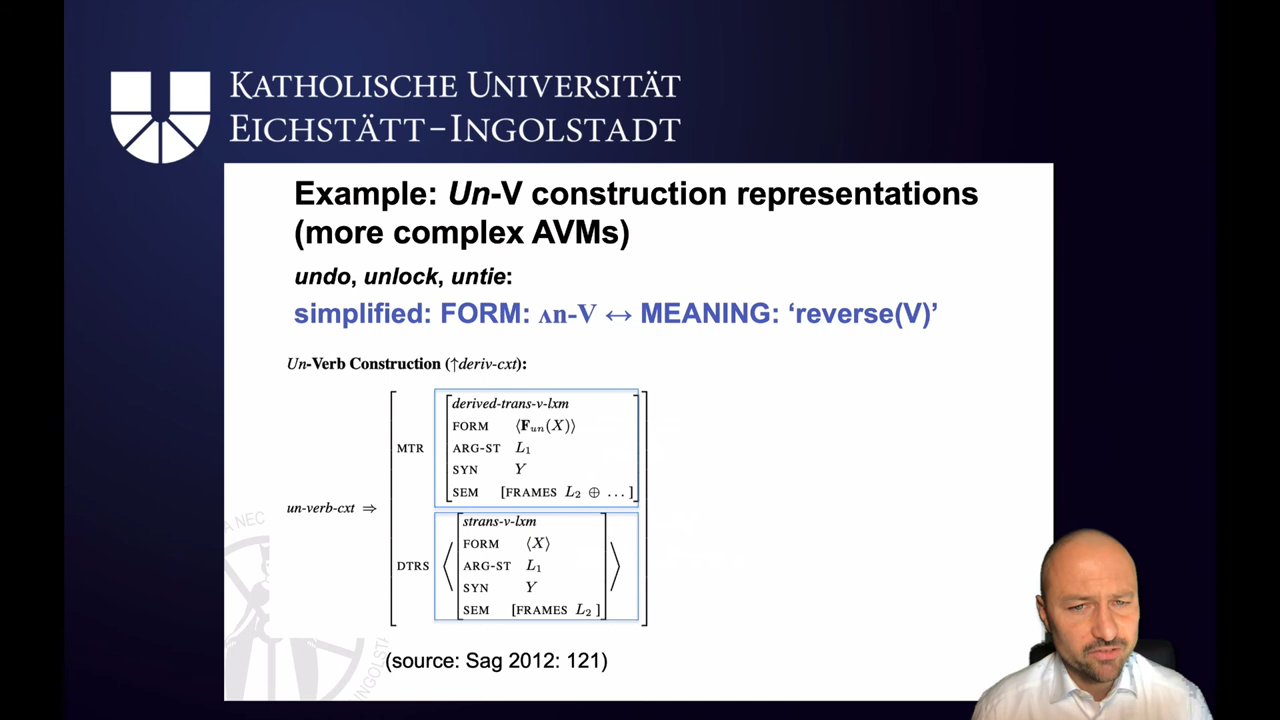 KATHOLISCHE UNIVERSITÄT
EICHSTÄTT-INGOLSTADT
Example: Un-V construction representations
(more complex AVMs)
undo, unlock, untie:
simplified: FORM: ʌn-V ↔ MEANING: ‘reverse(V)’
Un-Verb Construction (↑deriv-cxt):
un-verb-cxt ⇒
MTR
derived-trans-v-lxm
FORM ⟨F_un(X)⟩
ARG-ST L₁
SYN Y
SEM [FRAMES L₂ ⊕ ...]
DTRS
strans-v-lxm
FORM ⟨X⟩
ARG-ST L₁
SYN Y
SEM [FRAMES L₂ ]
(source: Sag 2012: 121)
A NEC
INGOLSTA